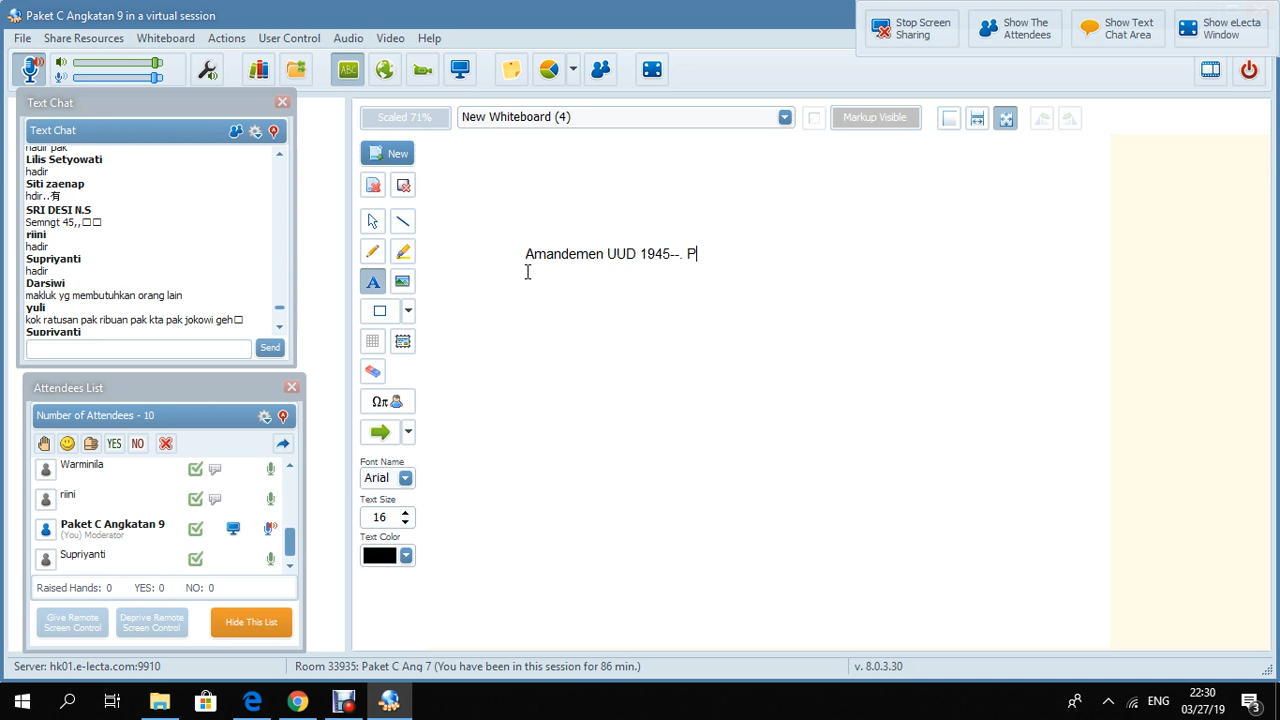 Paket C Angkatan 9 in a virtual session
Stop Screen Sharing
Show The Attendees
Show Text Chat Area
Show eLecta Window
File
Share Resources
Whiteboard
Actions
User Control
Audio
Video
Help
ABC
Text Chat
Text Chat
hadir pak
Lilis Setyowati
hadir
Siti zaenap
hdir..有
SRI DESI N.S
Semngt 45,,□□
riini
hadir
Supriyanti
hadir
Darsiwi
makluk yg membutuhkan orang lain
yuli
kok ratusan pak ribuan pak kta pak jokowi geh□
Supriyanti
Send
Attendees List
Number of Attendees - 10
YES
NO
Warminila
riini
Paket C Angkatan 9
(You) Moderator
Supriyanti
Raised Hands: 0 YES: 0 NO: 0
Give Remote Screen Control
Deprive Remote Screen Control
Hide This List
Scaled 71%
New Whiteboard (4)
Markup Visible
New
A
Ωπ
Font Name
Arial
Text Size
16
Text Color
Amandemen UUD 1945--. P
Server: hk01.e-lecta.com:9910
Room 33935: Paket C Ang 7 (You have been in this session for 86 min.)
v. 8.0.3.30
ENG
22:30
03/27/19
3